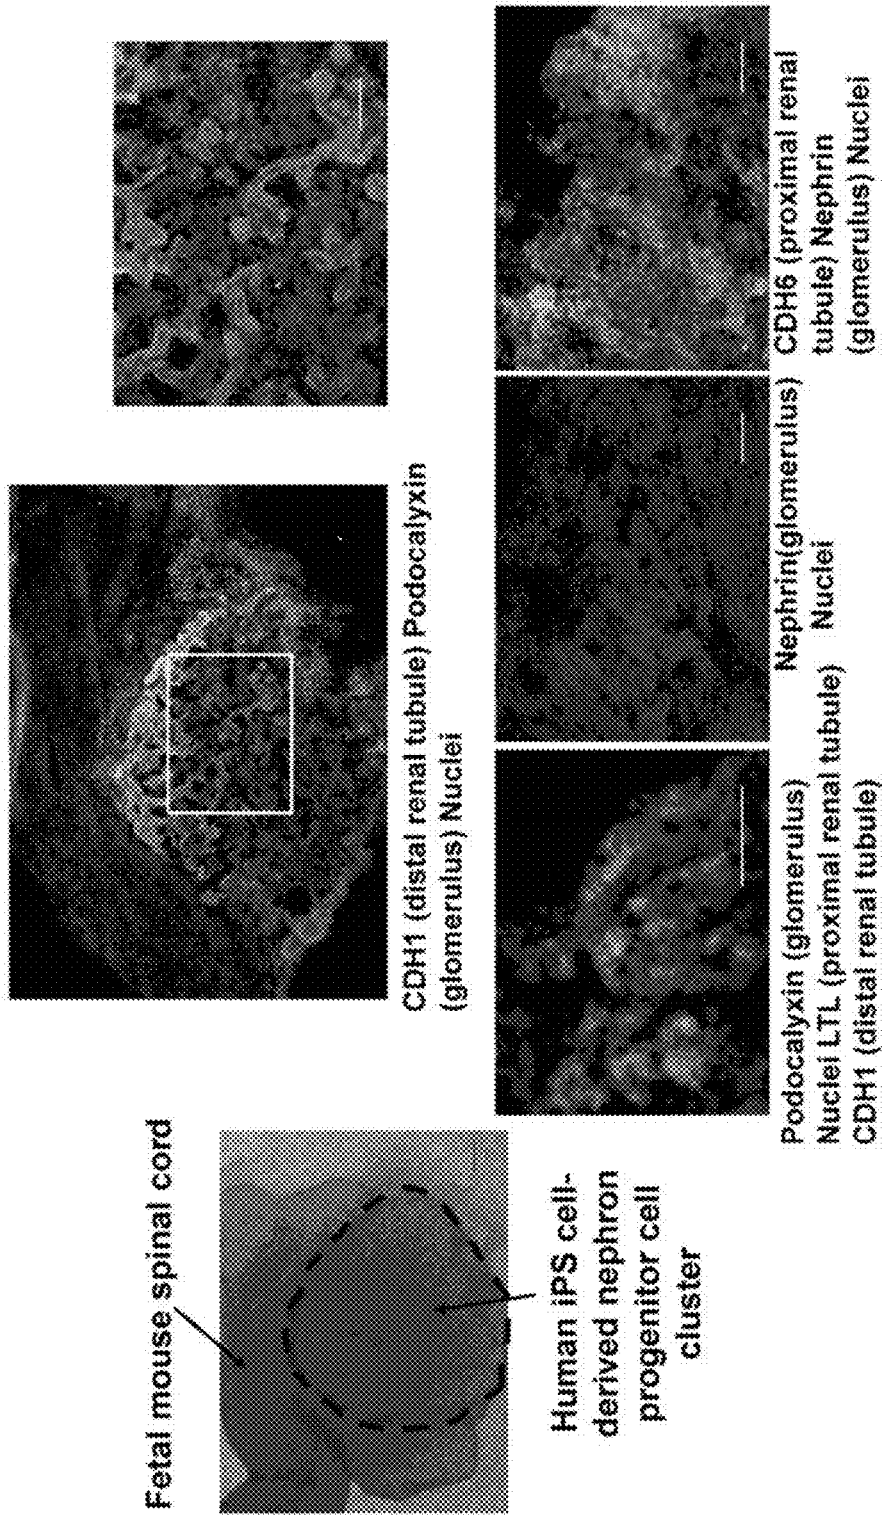 Fetal mouse spinal cord
Human iPS cell-
derived nephron
progenitor cell
cluster
CDH1 (distal renal tubule) Podocalyxin
(glomerulus) Nuclei
Podocalyxin (glomerulus)
Nuclei LTL (proximal renal tubule)
CDH1 (distal renal tubule)
Nephrin(glomerulus)
Nuclei
CDH6 (proximal renal
tubule) Nephrin
(glomerulus) Nuclei